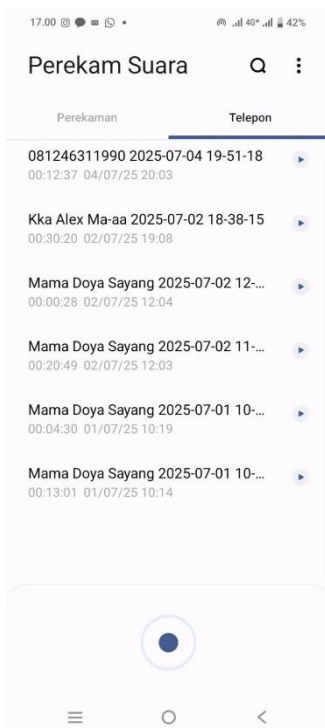 17.00 4G+ 42%
Perekam Suara
Perekaman Telepon
081246311990 2025-07-04 19-51-18
00:12:37 04/07/25 20:03
Kka Alex Ma-aa 2025-07-02 18-38-15
00:30:20 02/07/25 19:08
Mama Doya Sayang 2025-07-02 12-...
00:00:28 02/07/25 12:04
Mama Doya Sayang 2025-07-02 11-...
00:20:49 02/07/25 12:03
Mama Doya Sayang 2025-07-01 10-...
00:04:30 01/07/25 10:19
Mama Doya Sayang 2025-07-01 10-...
00:13:01 01/07/25 10:14